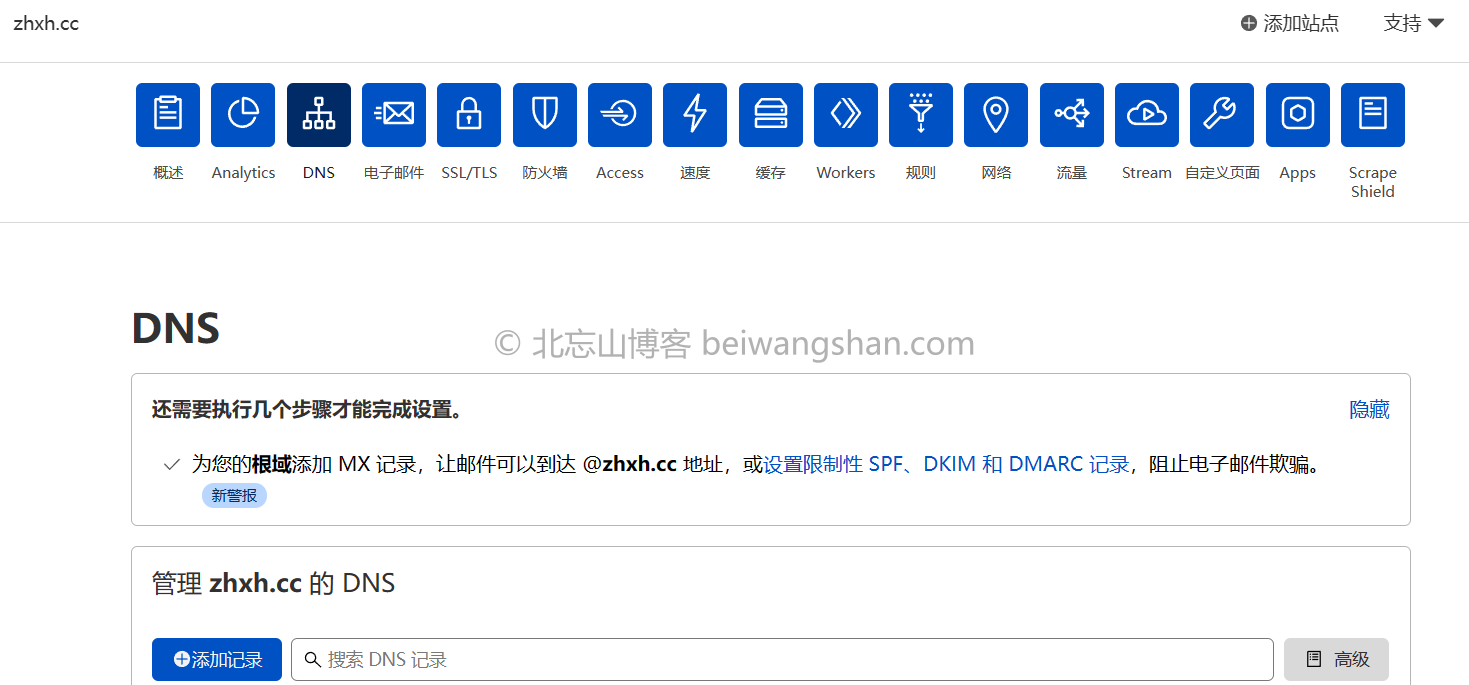 zhxh.cc
添加站点
支持
概述
Analytics
DNS
电子邮件
SSL/TLS
防火墙
Access
速度
缓存
Workers
规则
网络
流量
Stream
自定义页面
Apps
Scrape
Shield
DNS
© 北忘山博客 beiwangshan.com
还需要执行几个步骤才能完成设置。
隐藏
为您的根域添加 MX 记录，让邮件可以到达 @zhxh.cc 地址，或设置限制性 SPF、DKIM 和 DMARC 记录，阻止电子邮件欺骗。
新警报
管理 zhxh.cc 的 DNS
添加记录
搜索 DNS 记录
高级